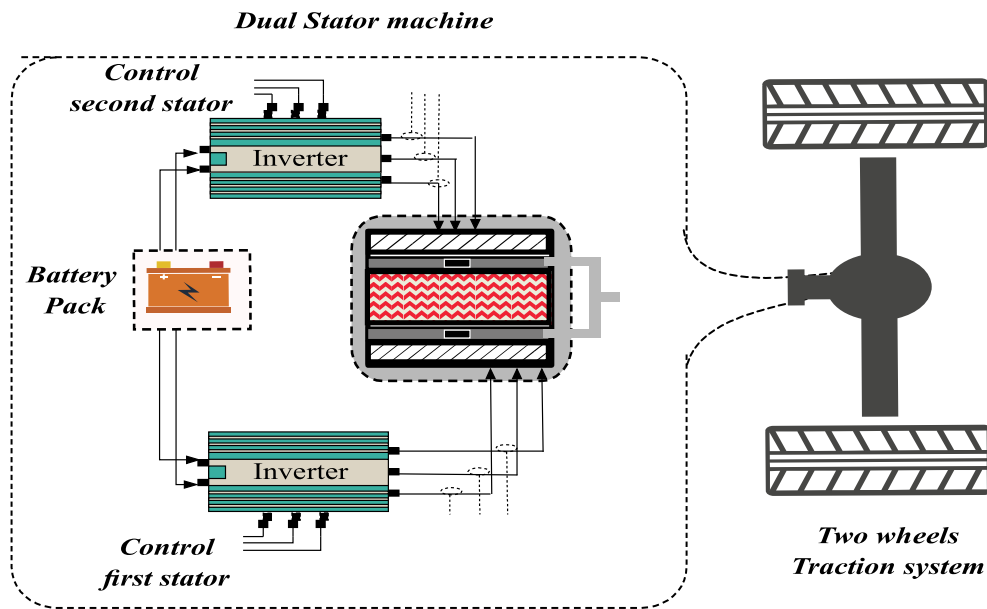 Dual Stator machine
Control
second stator
Inverter
Battery
Pack
+ −
Inverter
Control
first stator
Two wheels
Traction system